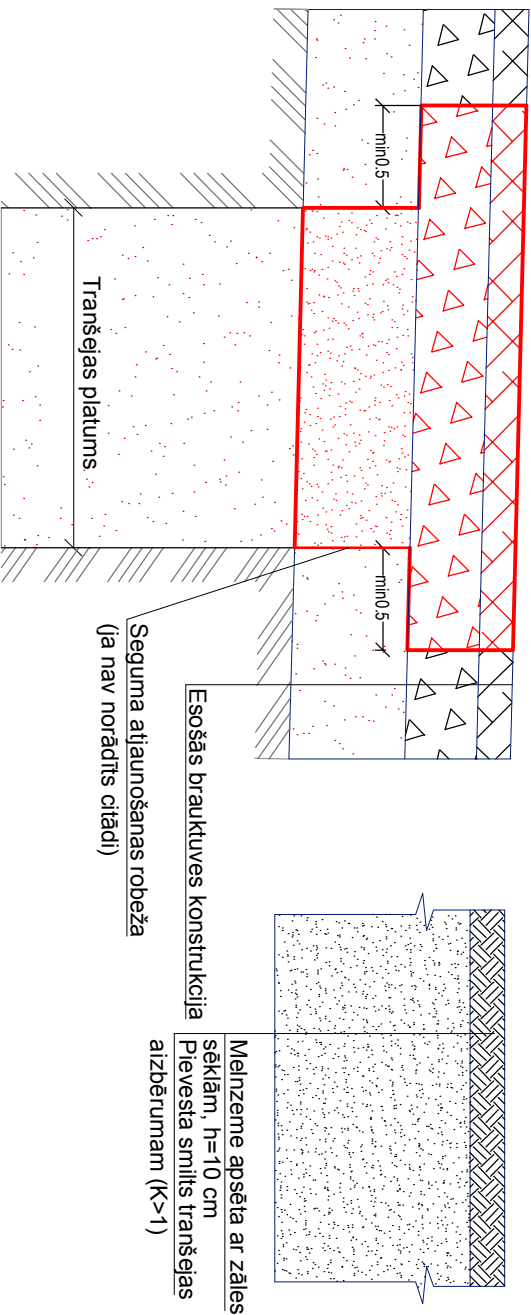 min0.5
Tranšejas platums
min0.5
Seguma atjaunošanas robeža
(ja nav norādīts citādi)
Esošās brauktuves konstrukcija
Melnzeme apsēta ar zāles
sēklām, h=10 cm
Pievesta smilts tranšejas
aizbērumam (K>1)